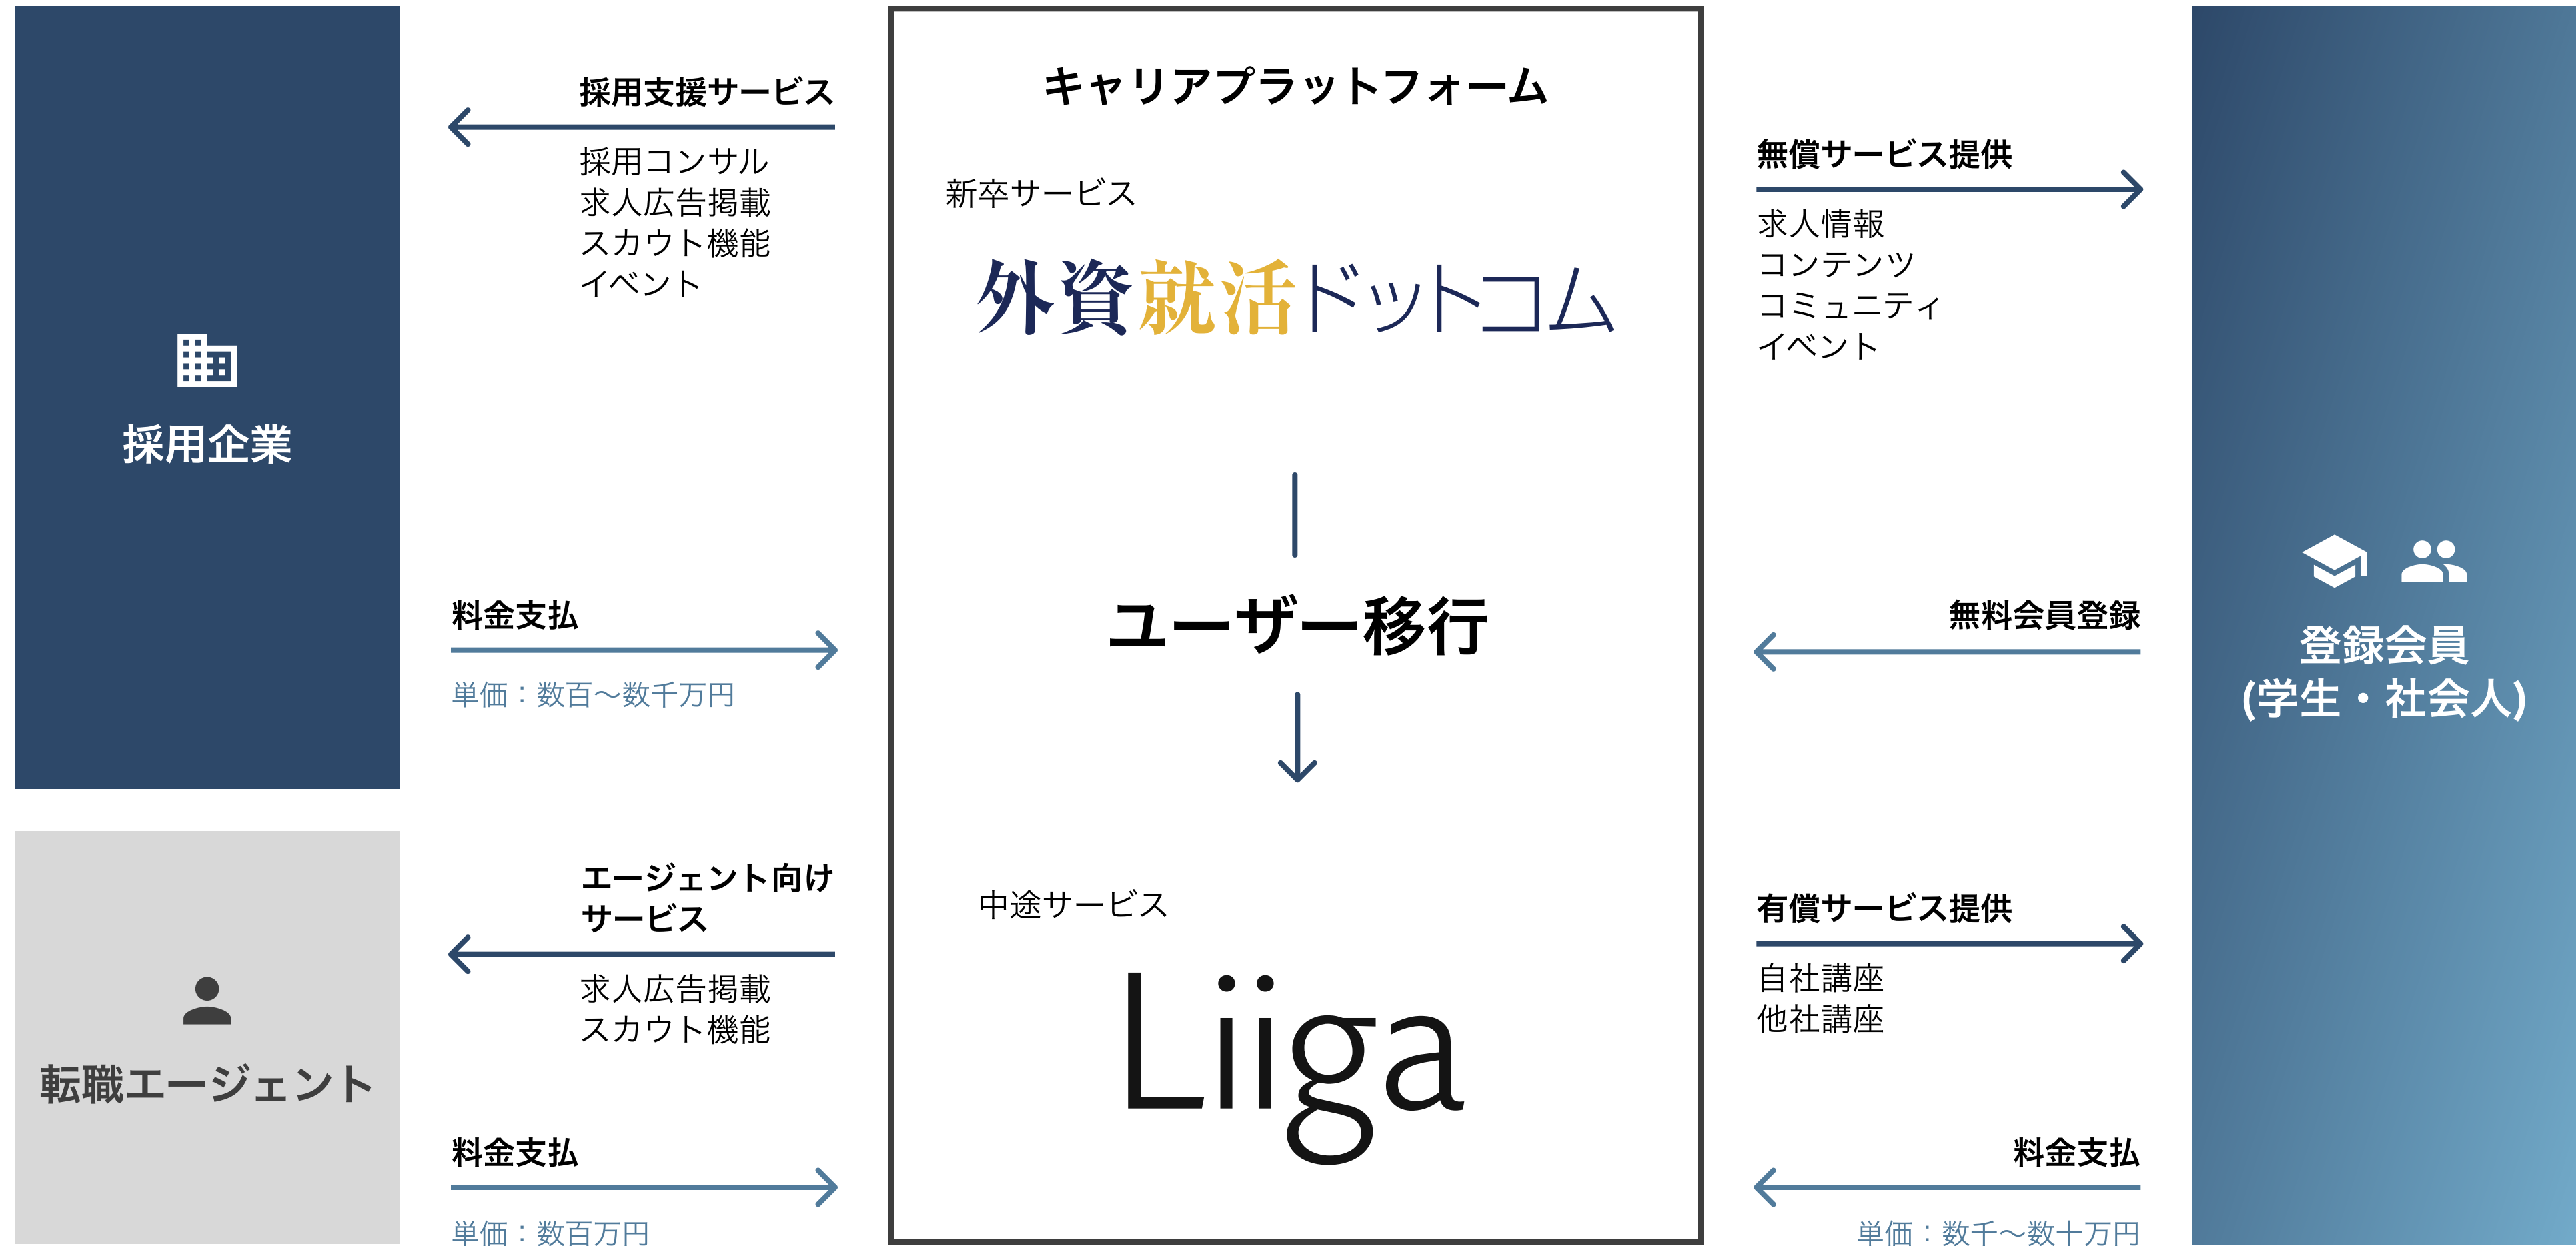 採用企業
転職エージェント
採用支援サービス
採用コンサル
求人広告掲載
スカウト機能
イベント
料金支払
単価：数百～数千万円
エージェント向け
サービス
求人広告掲載
スカウト機能
料金支払
単価：数百万円
キャリアプラットフォーム
新卒サービス
外資就活ドットコム
ユーザー移行
中途サービス
Liiga
無償サービス提供
求人情報
コンテンツ
コミュニティ
イベント
無料会員登録
有償サービス提供
自社講座
他社講座
料金支払
単価：数千～数十万円
登録会員
(学生・社会人)